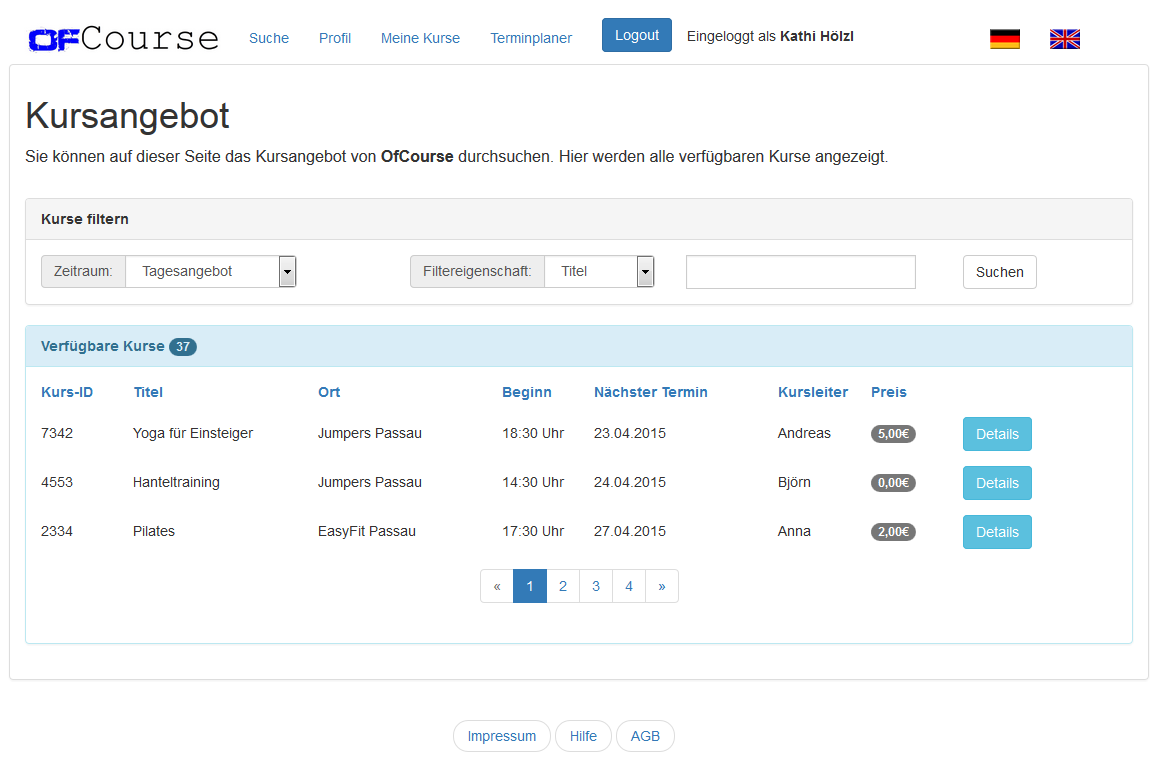 OFCourse Suche Profil Meine Kurse Terminplaner Logout Eingeloggt als Kathi Hölzl
Kursangebot
Sie können auf dieser Seite das Kursangebot von OfCourse durchsuchen. Hier werden alle verfügbaren Kurse angezeigt.
Kurse filtern
Zeitraum: Tagesangebot Filtereigenschaft: Titel Suchen
Verfügbare Kurse 37
Kurs-ID Titel Ort Beginn Nächster Termin Kursleiter Preis
7342 Yoga für Einsteiger Jumpers Passau 18:30 Uhr 23.04.2015 Andreas 5,00€ Details
4553 Hanteltraining Jumpers Passau 14:30 Uhr 24.04.2015 Björn 0,00€ Details
2334 Pilates EasyFit Passau 17:30 Uhr 27.04.2015 Anna 2,00€ Details
« 1 2 3 4 »
Impressum Hilfe AGB